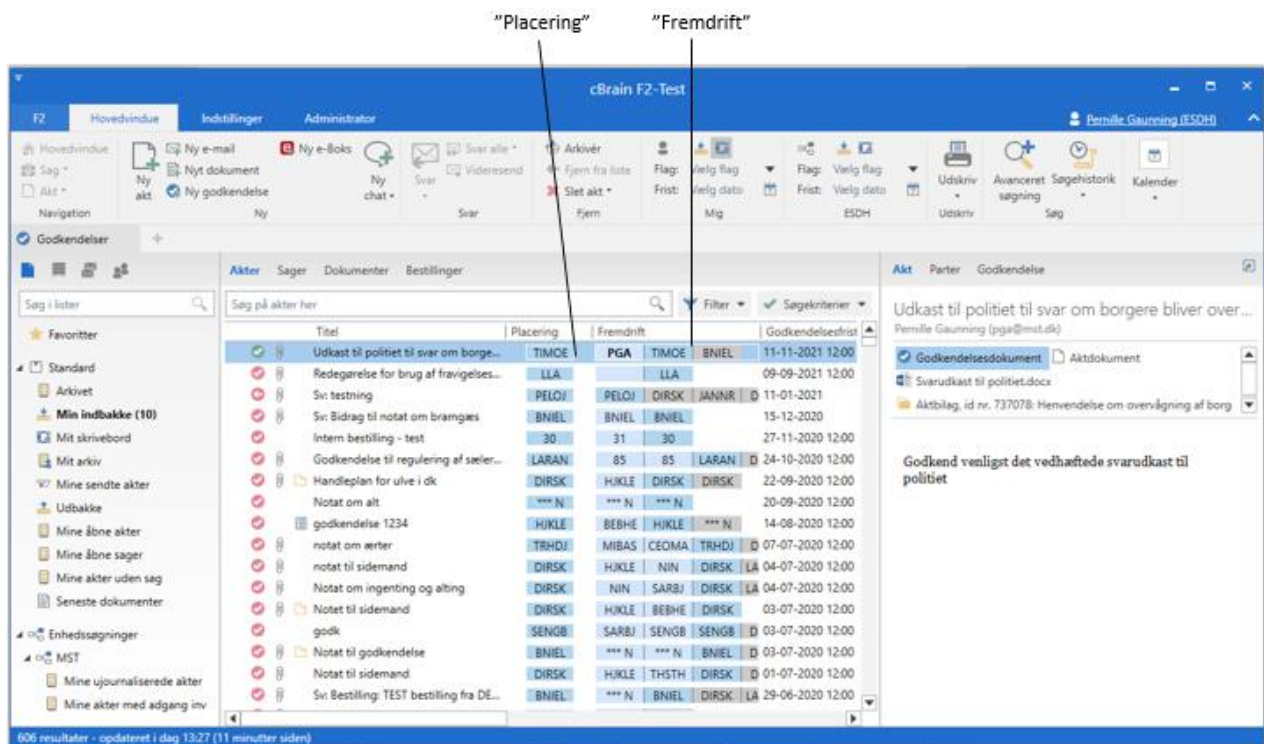 "Placering" "Fremdrift"
cBrain F2-Test
F2 Hovedvindue Indstillinger Administrator Pernille Gaunning (ESDH)
Hovedvindue Ny e-mail Ny e-Boks Svar alle Arkivér
Sag Nyt dokument Videresend Fjern fra liste Flag: Vælg flag Flag: Vælg flag
Akt Ny akt Ny godkendelse Ny chat Svar Slet akt Frist: Vælg dato Frist: Vælg dato Udskriv Avanceret søgning Søgehistorik Kalender
Navigation Ny Svar Fjern Mig ESDH Udskriv Søg
Godkendelser
Akter Sager Dokumenter Bestillinger
Søg i lister
Søg på akter her Filter Søgekriterier
Favoritter
Standard
Arkivet
Min indbakke (10)
Mit skrivebord
Mit arkiv
Mine sendte akter
Udbakke
Mine åbne akter
Mine åbne sager
Mine akter uden sag
Seneste dokumenter
Enhedssøgninger
MST
Mine ujournaliserede akter
Mine akter med adgang inv
Titel Placering Fremdrift Godkendelsesfrist
Udkast til politiet til svar om borge... TIMOE PGA TIMOE BNIEL 11-11-2021 12:00
Redegørelse for brug af fravigelses... LLA LLA 09-09-2021 12:00
Sv: testning PELOJ PELOJ DIRSK JANNR D 11-01-2021
Sv: Bidrag til notat om bramgæs BNIEL BNIEL BNIEL 15-12-2020
Intern bestilling - test 30 31 30 27-11-2020 12:00
Godkendelse til regulering af sæler... LARAN 85 85 LARAN D 24-10-2020 12:00
Handleplan for ulve i dk DIRSK HJKLE DIRSK DIRSK 22-09-2020 12:00
Notat om alt *** N *** N *** N 20-09-2020 12:00
godkendelse 1234 HJKLE BEBHE HJKLE *** N 14-08-2020 12:00
notat om ærter TRHDJ MIBAS CEOMA TRHDJ D 07-07-2020 12:00
notat til sidemand DIRSK HJKLE NIN DIRSK LA 04-07-2020 12:00
Notat om ingenting og alting DIRSK NIN SARBJ DIRSK LA 04-07-2020 12:00
Notet til sidemand DIRSK HJKLE BEBHE DIRSK 03-07-2020 12:00
godk SENGB SARBJ SENGB SENGB D 03-07-2020 12:00
Notat til godkendelse BNIEL *** N *** N BNIEL D 03-07-2020 12:00
Notat til sidemand DIRSK HJKLE THSTH DIRSK D 01-07-2020 12:00
Sv: Bestilling: TEST bestilling fra DE... BNIEL *** N BNIEL DIRSK LA 29-06-2020 12:00
Akt Parter Godkendelse
Udkast til politiet til svar om borgere bliver over...
Pernille Gaunning (pga@mst.dk)
Godkendelsesdokument Aktdokument
Svarudkast til politiet.docx
Aktbilag, id nr. 737078: Henvendelse om overvågning af borg
Godkend venligst det vedhæftede svarudkast til
politiet
606 resultater - opdateret i dag 13:27 (11 minutter siden)